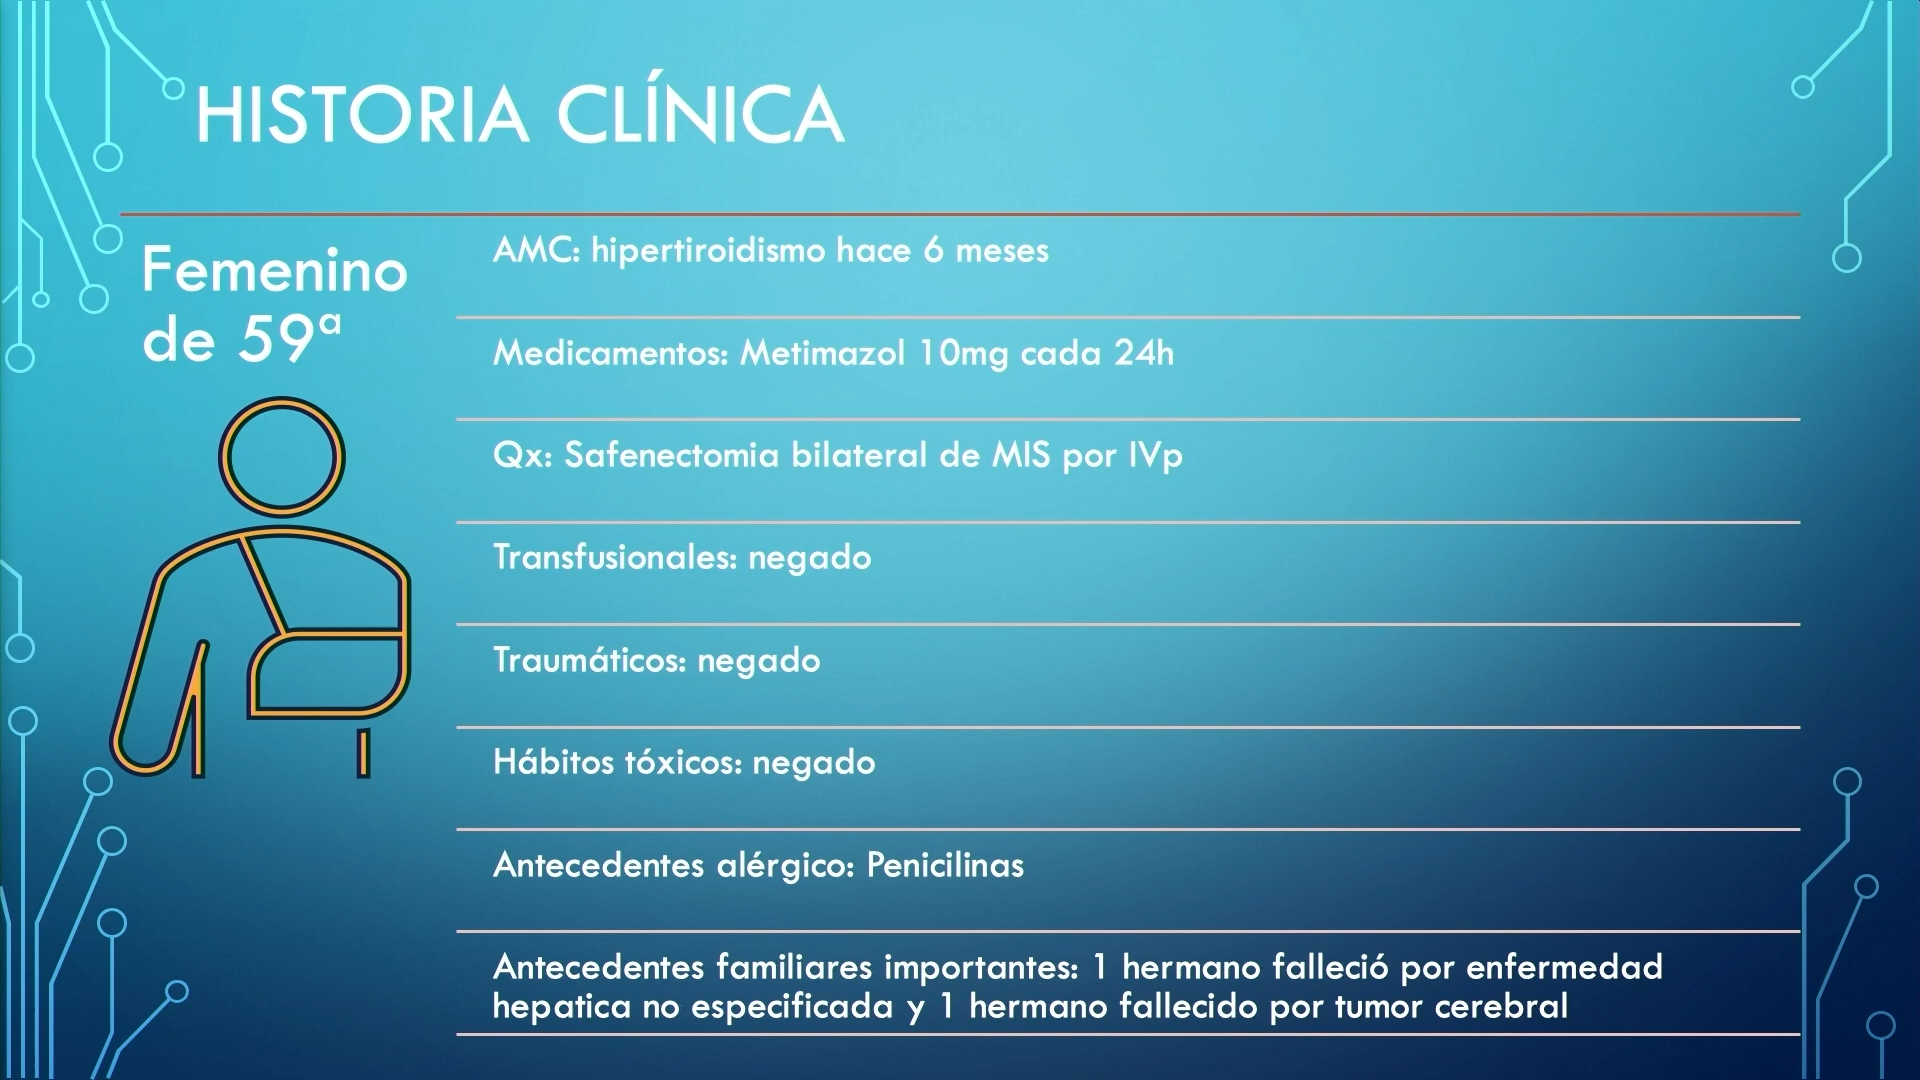 HISTORIA CLÍNICA
Femenino
de 59ª
AMC: hipertiroidismo hace 6 meses
Medicamentos: Metimazol 10mg cada 24h
Qx: Safenectomia bilateral de MIS por IVp
Transfusionales: negado
Traumáticos: negado
Hábitos tóxicos: negado
Antecedentes alérgico: Penicilinas
Antecedentes familiares importantes: 1 hermano falleció por enfermedad
hepatica no especificada y 1 hermano fallecido por tumor cerebral